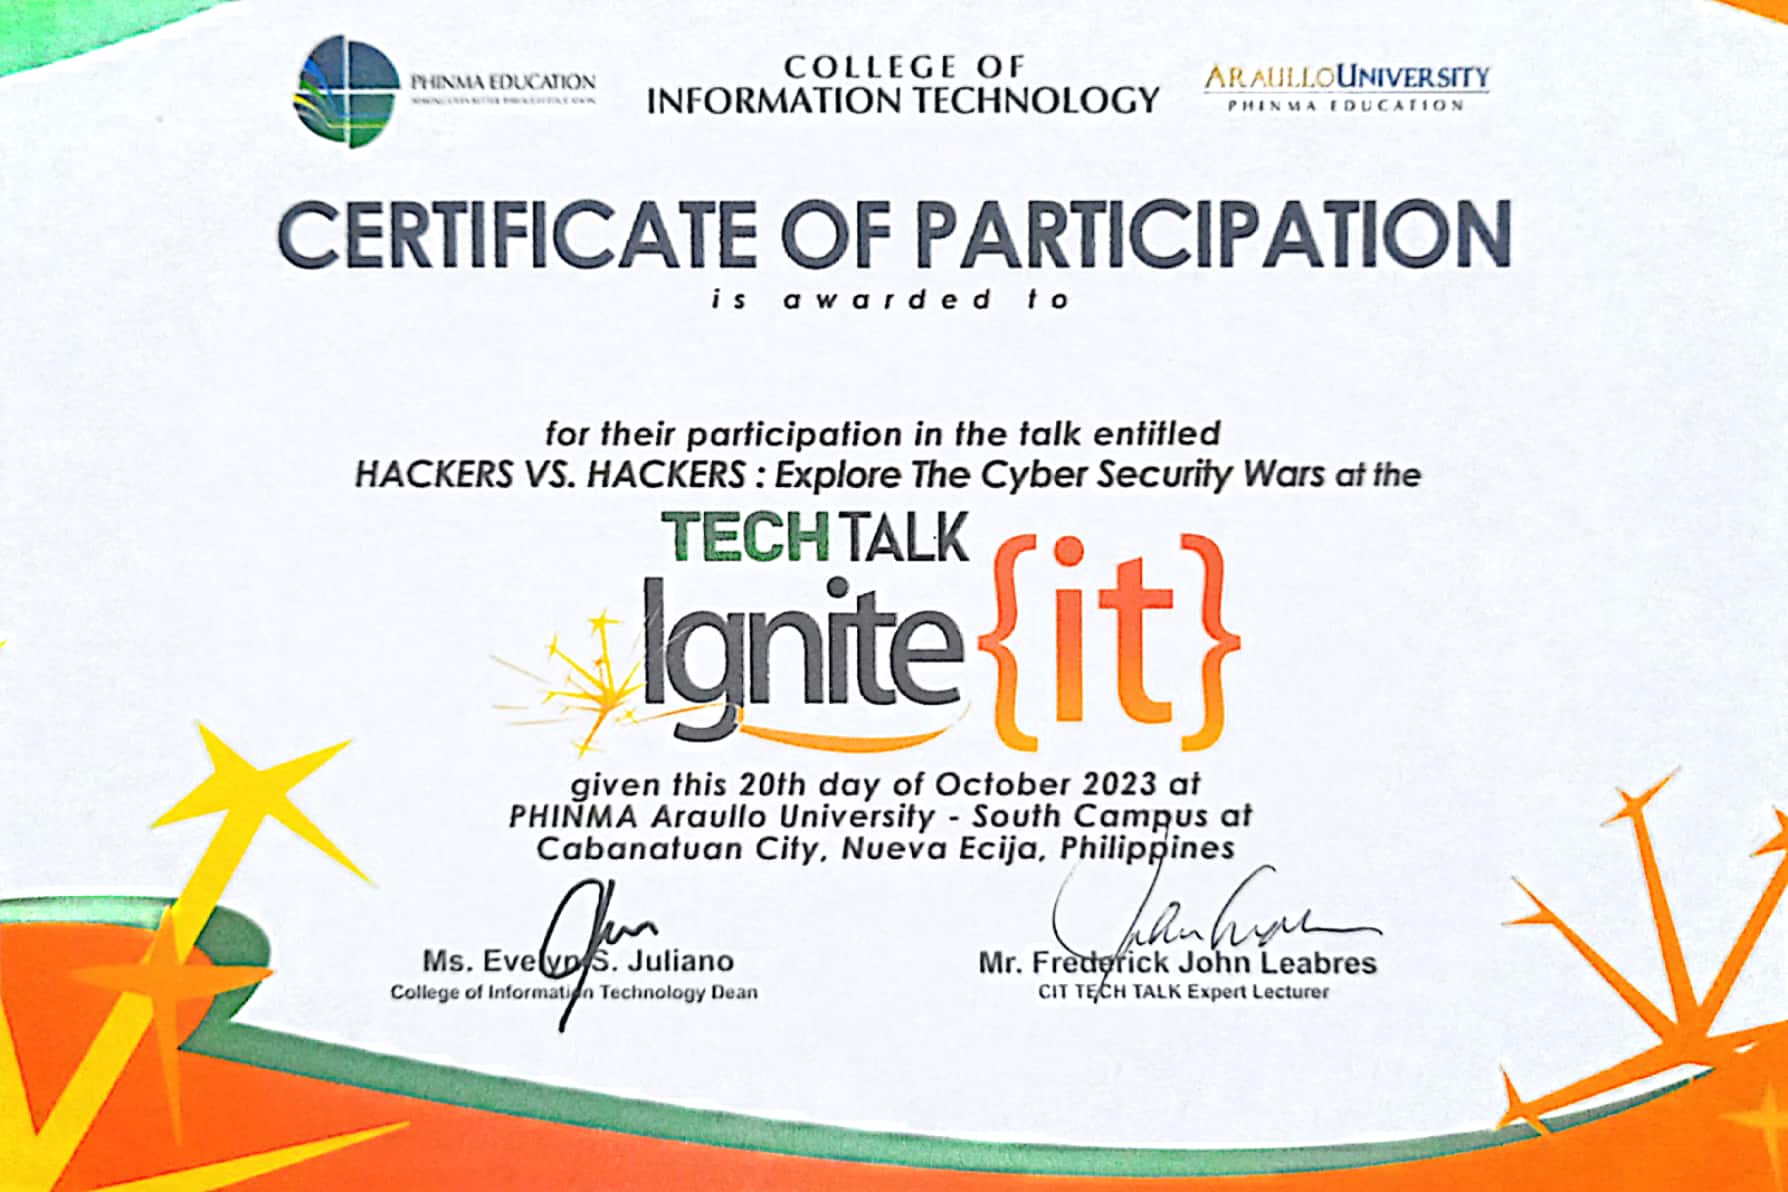 PHINMA EDUCATION
COLLEGE OF
INFORMATION TECHNOLOGY
ARAULLO UNIVERSITY
PHINMA EDUCATION
CERTIFICATE OF PARTICIPATION
is awarded to
for their participation in the talk entitled
HACKERS VS. HACKERS : Explore The Cyber Security Wars at the
TECH TALK
Ignite {it}
given this 20th day of October 2023 at
PHINMA Araullo University - South Campus at
Cabanatuan City, Nueva Ecija, Philippines
Ms. Evelyn S. Juliano
College of Information Technology Dean
Mr. Frederick John Leabres
CIT TECH TALK Expert Lecturer